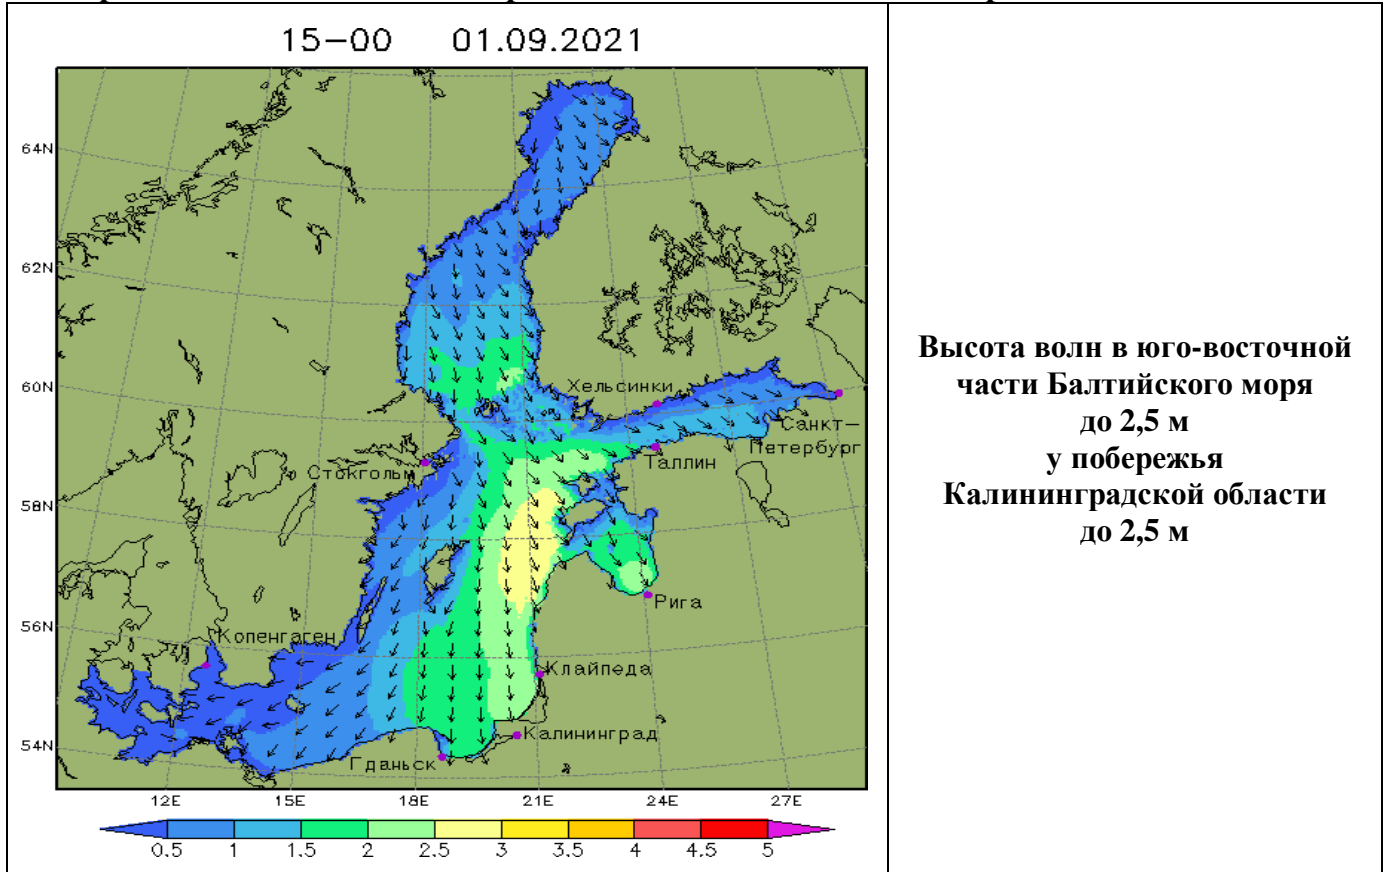 15-00 01.09.2021
64N
62N
60N
58N
56N
54N
Хельсинки
Санкт-
Петербург
Таллин
Стокгольм
Рига
Копенгаген
Клайпеда
Калининград
Гданьск
12E 15E 18E 21E 24E 27E
0.5 1 1.5 2 2.5 3 3.5 4 4.5 5
Высота волн в юго-восточной
части Балтийского моря
до 2,5 м
у побережья
Калининградской области
до 2,5 м